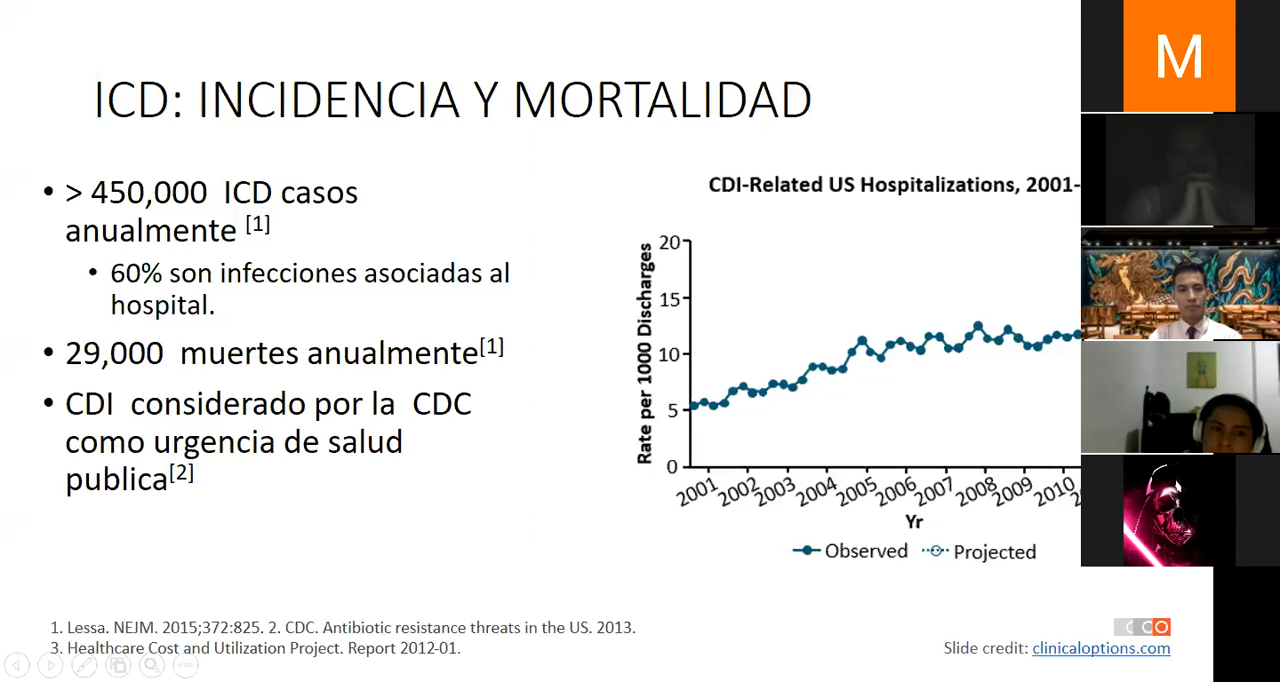 ICD: INCIDENCIA Y MORTALIDAD
• > 450,000 ICD casos
anualmente [1]
• 60% son infecciones asociadas al
hospital.
• 29,000 muertes anualmente[1]
• CDI considerado por la CDC
como urgencia de salud
publica[2]
CDI-Related US Hospitalizations, 2001-
Rate per 1000 Discharges
20
15
10
5
0
2001 2002 2003 2004 2005 2006 2007 2008 2009 2010
Yr
Observed Projected
1. Lessa. NEJM. 2015;372:825. 2. CDC. Antibiotic resistance threats in the US. 2013.
3. Healthcare Cost and Utilization Project. Report 2012-01.
CCO
Slide credit: clinicaloptions.com
M